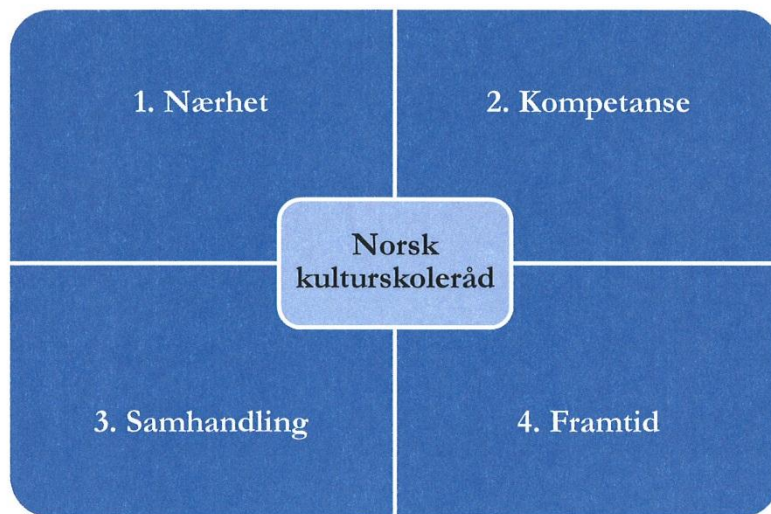 1. Nærhet
2. Kompetanse
Norsk
kulturskoleråd
3. Samhandling
4. Framtid